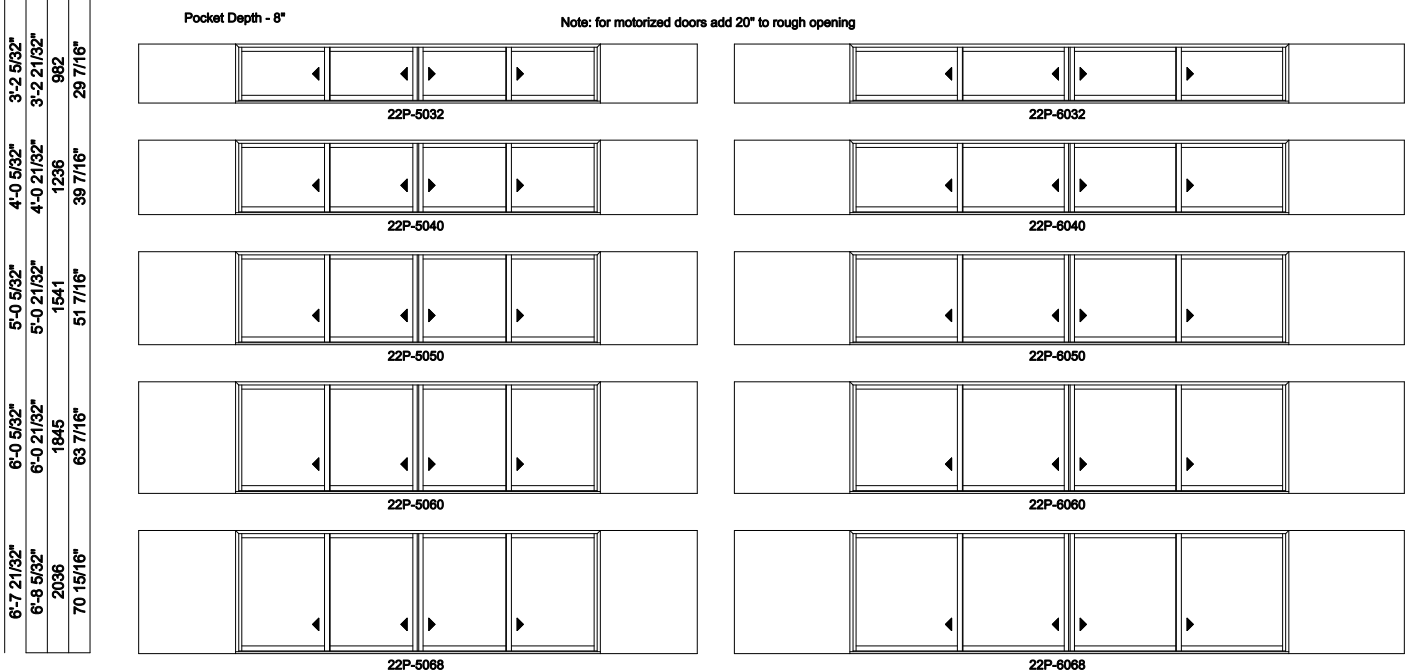 Pocket Depth - 8"
Note: for motorized doors add 20" to rough opening
3'-2 5/32"
3'-2 21/32"
982
29 7/16"
22P-5032
22P-6032
4'-0 5/32"
4'-0 21/32"
1236
39 7/16"
22P-5040
22P-6040
5'-0 5/32"
5'-0 21/32"
1541
51 7/16"
22P-5050
22P-6050
6'-0 5/32"
6'-0 21/32"
1845
63 7/16"
22P-5060
22P-6060
6'-7 21/32"
6'-8 5/32"
2036
70 15/16"
22P-5068
22P-6068